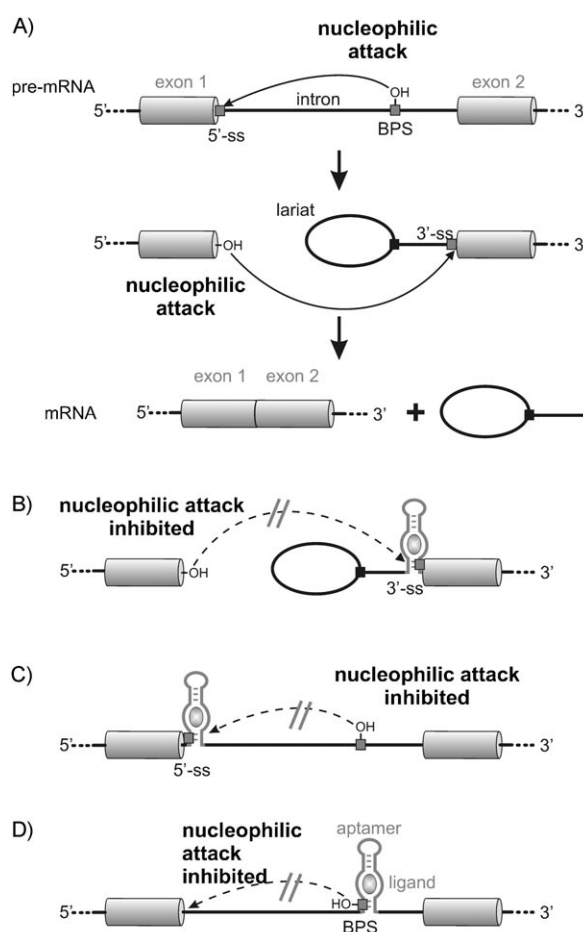 A)
nucleophilic
attack
pre-mRNA
exon 1
OH
exon 2
5'
intron
3'
5'-ss
BPS
lariat
3'-ss
5'
OH
3'
nucleophilic
attack
exon 1 exon 2
mRNA
5'
3'
+
B)
nucleophilic attack
inhibited
5'
OH
3'
3'-ss
C)
nucleophilic attack
inhibited
OH
5'
3'
5'-ss
D)
nucleophilic
attack
inhibited
aptamer
ligand
HO
5'
3'
BPS